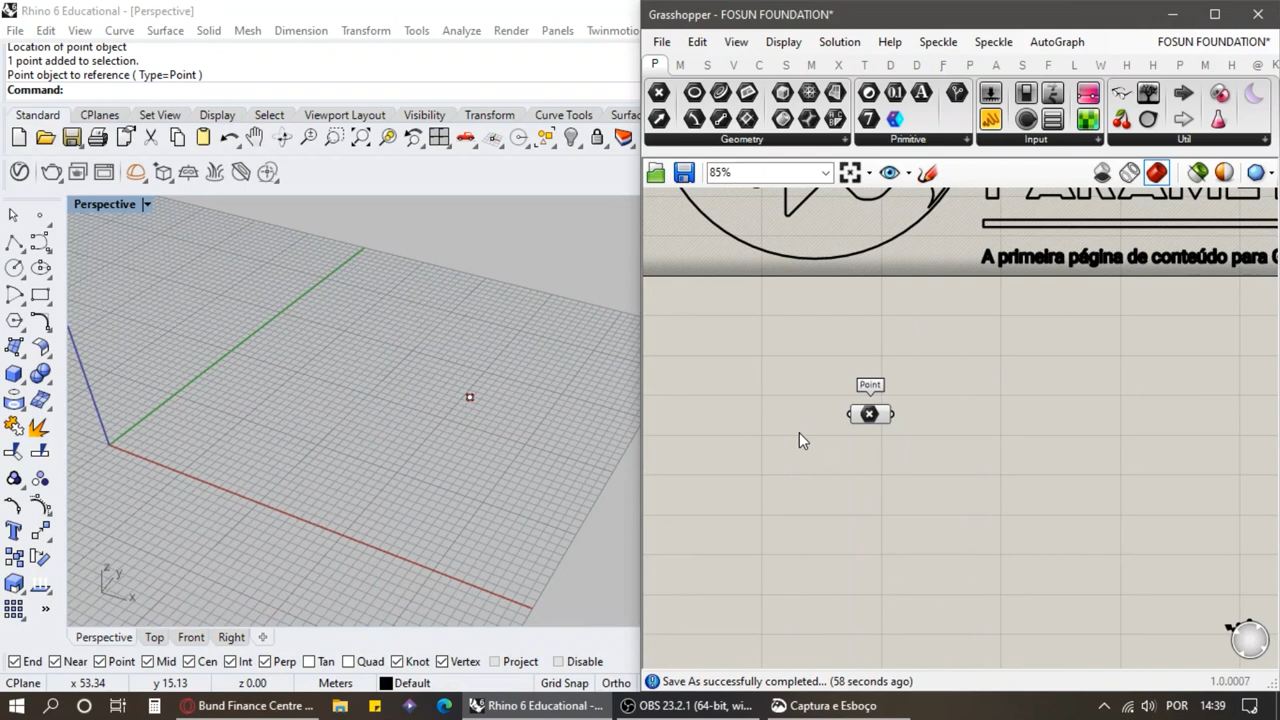 Rhino 6 Educational - [Perspective]
File Edit View Curve Surface Solid Mesh Dimension Transform Tools Analyze Render Panels Twinmotio
Location of point object
1 point added to selection.
Point object to reference ( Type=Point )
Command:
Standard CPlanes Set View Display Select Viewport Layout Visibility Transform Curve Tools Surfac
Perspective
z
y
x
Perspective Top Front Right
End Near Point Mid Cen Int Perp Tan Quad Knot Vertex Project Disable
CPlane x 53.34 y 15.13 z 0.00 Meters Default Grid Snap Ortho
Grasshopper - FOSUN FOUNDATION*
File Edit View Display Solution Help Speckle Speckle AutoGraph FOSUN FOUNDATION*
P M S V C S M X T D D F P M H S F L W H H @ K
Geometry Primitive Input Util
85%
PARAME
A primeira página de conteúdo para G
Point
Save As successfully completed... (58 seconds ago)
1.0.0007
Bund Finance Centre ... Rhino 6 Educational -... OBS 23.2.1 (64-bit, wi... Captura e Esboço POR 14:39